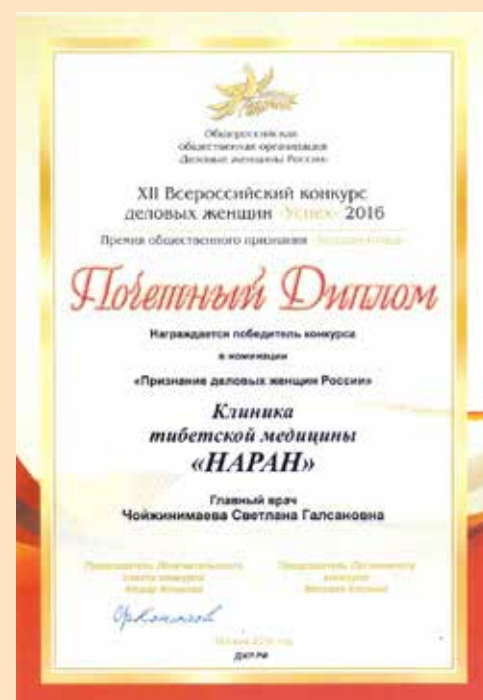 Общероссийская
общественная организация
«Деловые женщины России»
XII Всероссийский конкурс
деловых женщин «Успех» 2016
Премия общественного признания
Почетный Диплом
Награждается победитель конкурса
в номинации
«Признание деловых женщин России»
Клиника
тибетской медицины
«НАРАН»
Главный врач
Чойжинимаева Светлана Галсановна
Председатель
Председатель
совета конкурса
конкурса
ДЖР.РФ